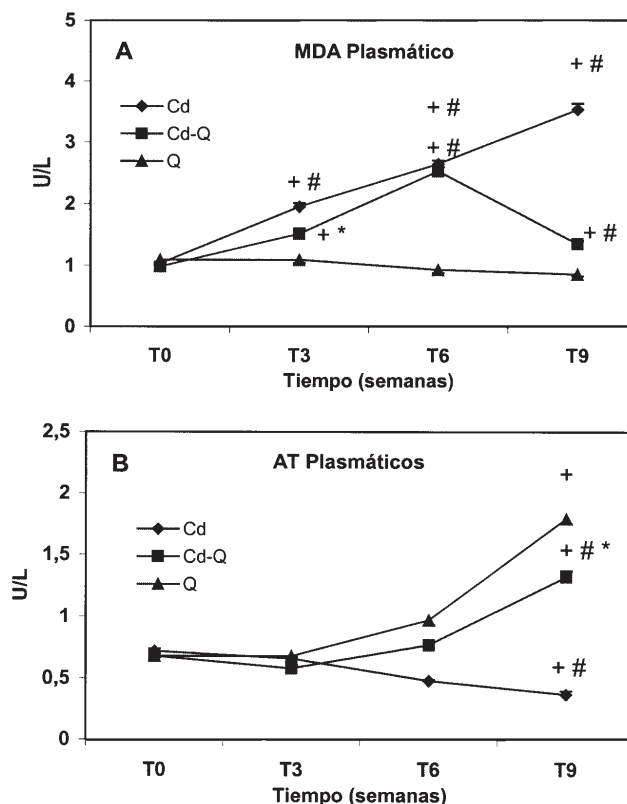 A
MDA Plasmático
Cd
Cd-Q
Q
U/L
5
4
3
2
1
0
+ #
+ #
+ #
+ #
+ *
+ #
T0
T3
T6
T9
Tiempo (semanas)
B
AT Plasmáticos
Cd
Cd-Q
Q
U/L
2,5
2
1,5
1
0,5
0
+
+ # *
+ #
T0
T3
T6
T9
Tiempo (semanas)